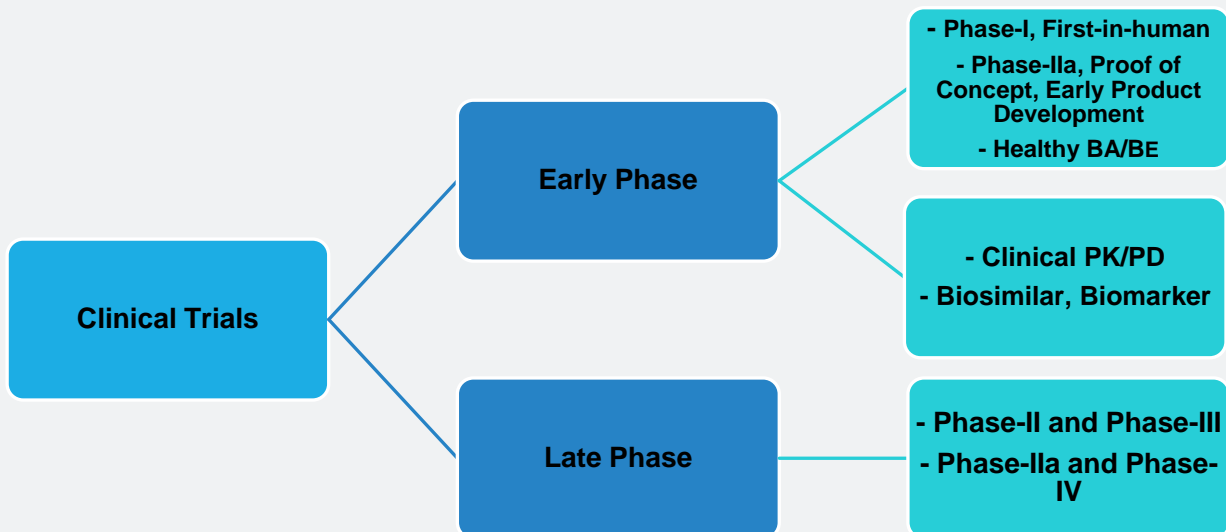 - Phase-I, First-in-human
- Phase-IIa, Proof of
Concept, Early Product
Development
- Healthy BA/BE
Early Phase
- Clinical PK/PD
- Biosimilar, Biomarker
Clinical Trials
Late Phase
- Phase-II and Phase-III
- Phase-IIa and Phase-
IV